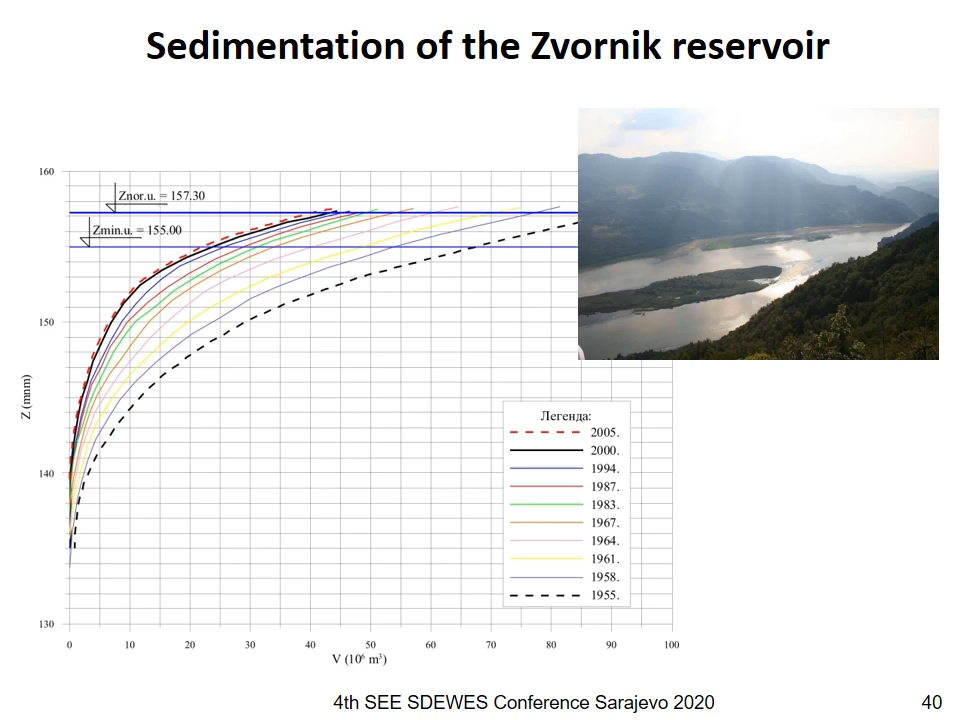 Sedimentation of the Zvornik reservoir
160
Znor.u. = 157.30
Zmin.u. = 155.00
150
Z (mnm)
140
130
Легенда:
2005.
2000.
1994.
1987.
1983.
1967.
1964.
1961.
1958.
1955.
0 10 20 30 40 50 60 70 80 90 100
V (10⁶ m³)
4th SEE SDEWES Conference Sarajevo 2020
40